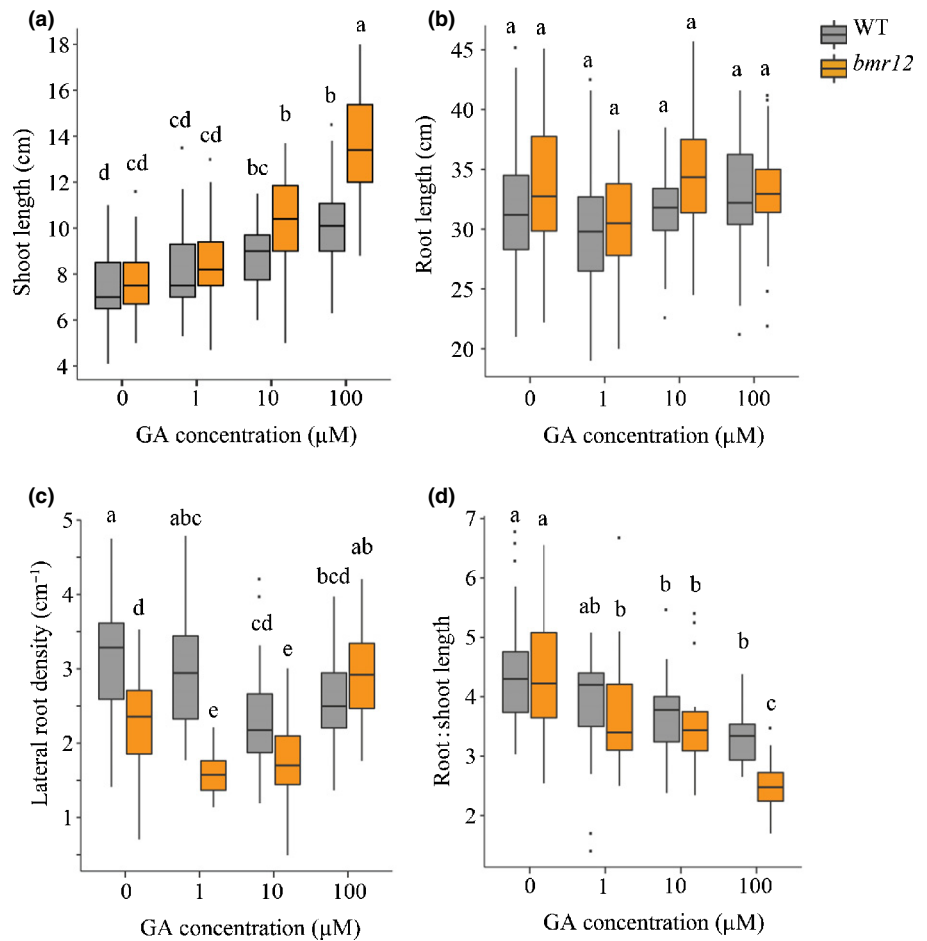 (a)
Shoot length (cm)
18
16
14
12
10
8
6
4
d
cd
cd
cd
bc
b
b
a
0
1
10
100
GA concentration (µM)
(b)
Root length (cm)
45
40
35
30
25
20
a
a
a
a
a
a
a
a
0
1
10
100
GA concentration (µM)
WT
bmr12
(c)
Lateral root density (cm⁻¹)
5
4
3
2
1
a
d
abc
e
cd
e
bcd
ab
0
1
10
100
GA concentration (µM)
(d)
Root : shoot length
7
6
5
4
3
2
a
a
ab
b
b
b
b
c
0
1
10
100
GA concentration (µM)